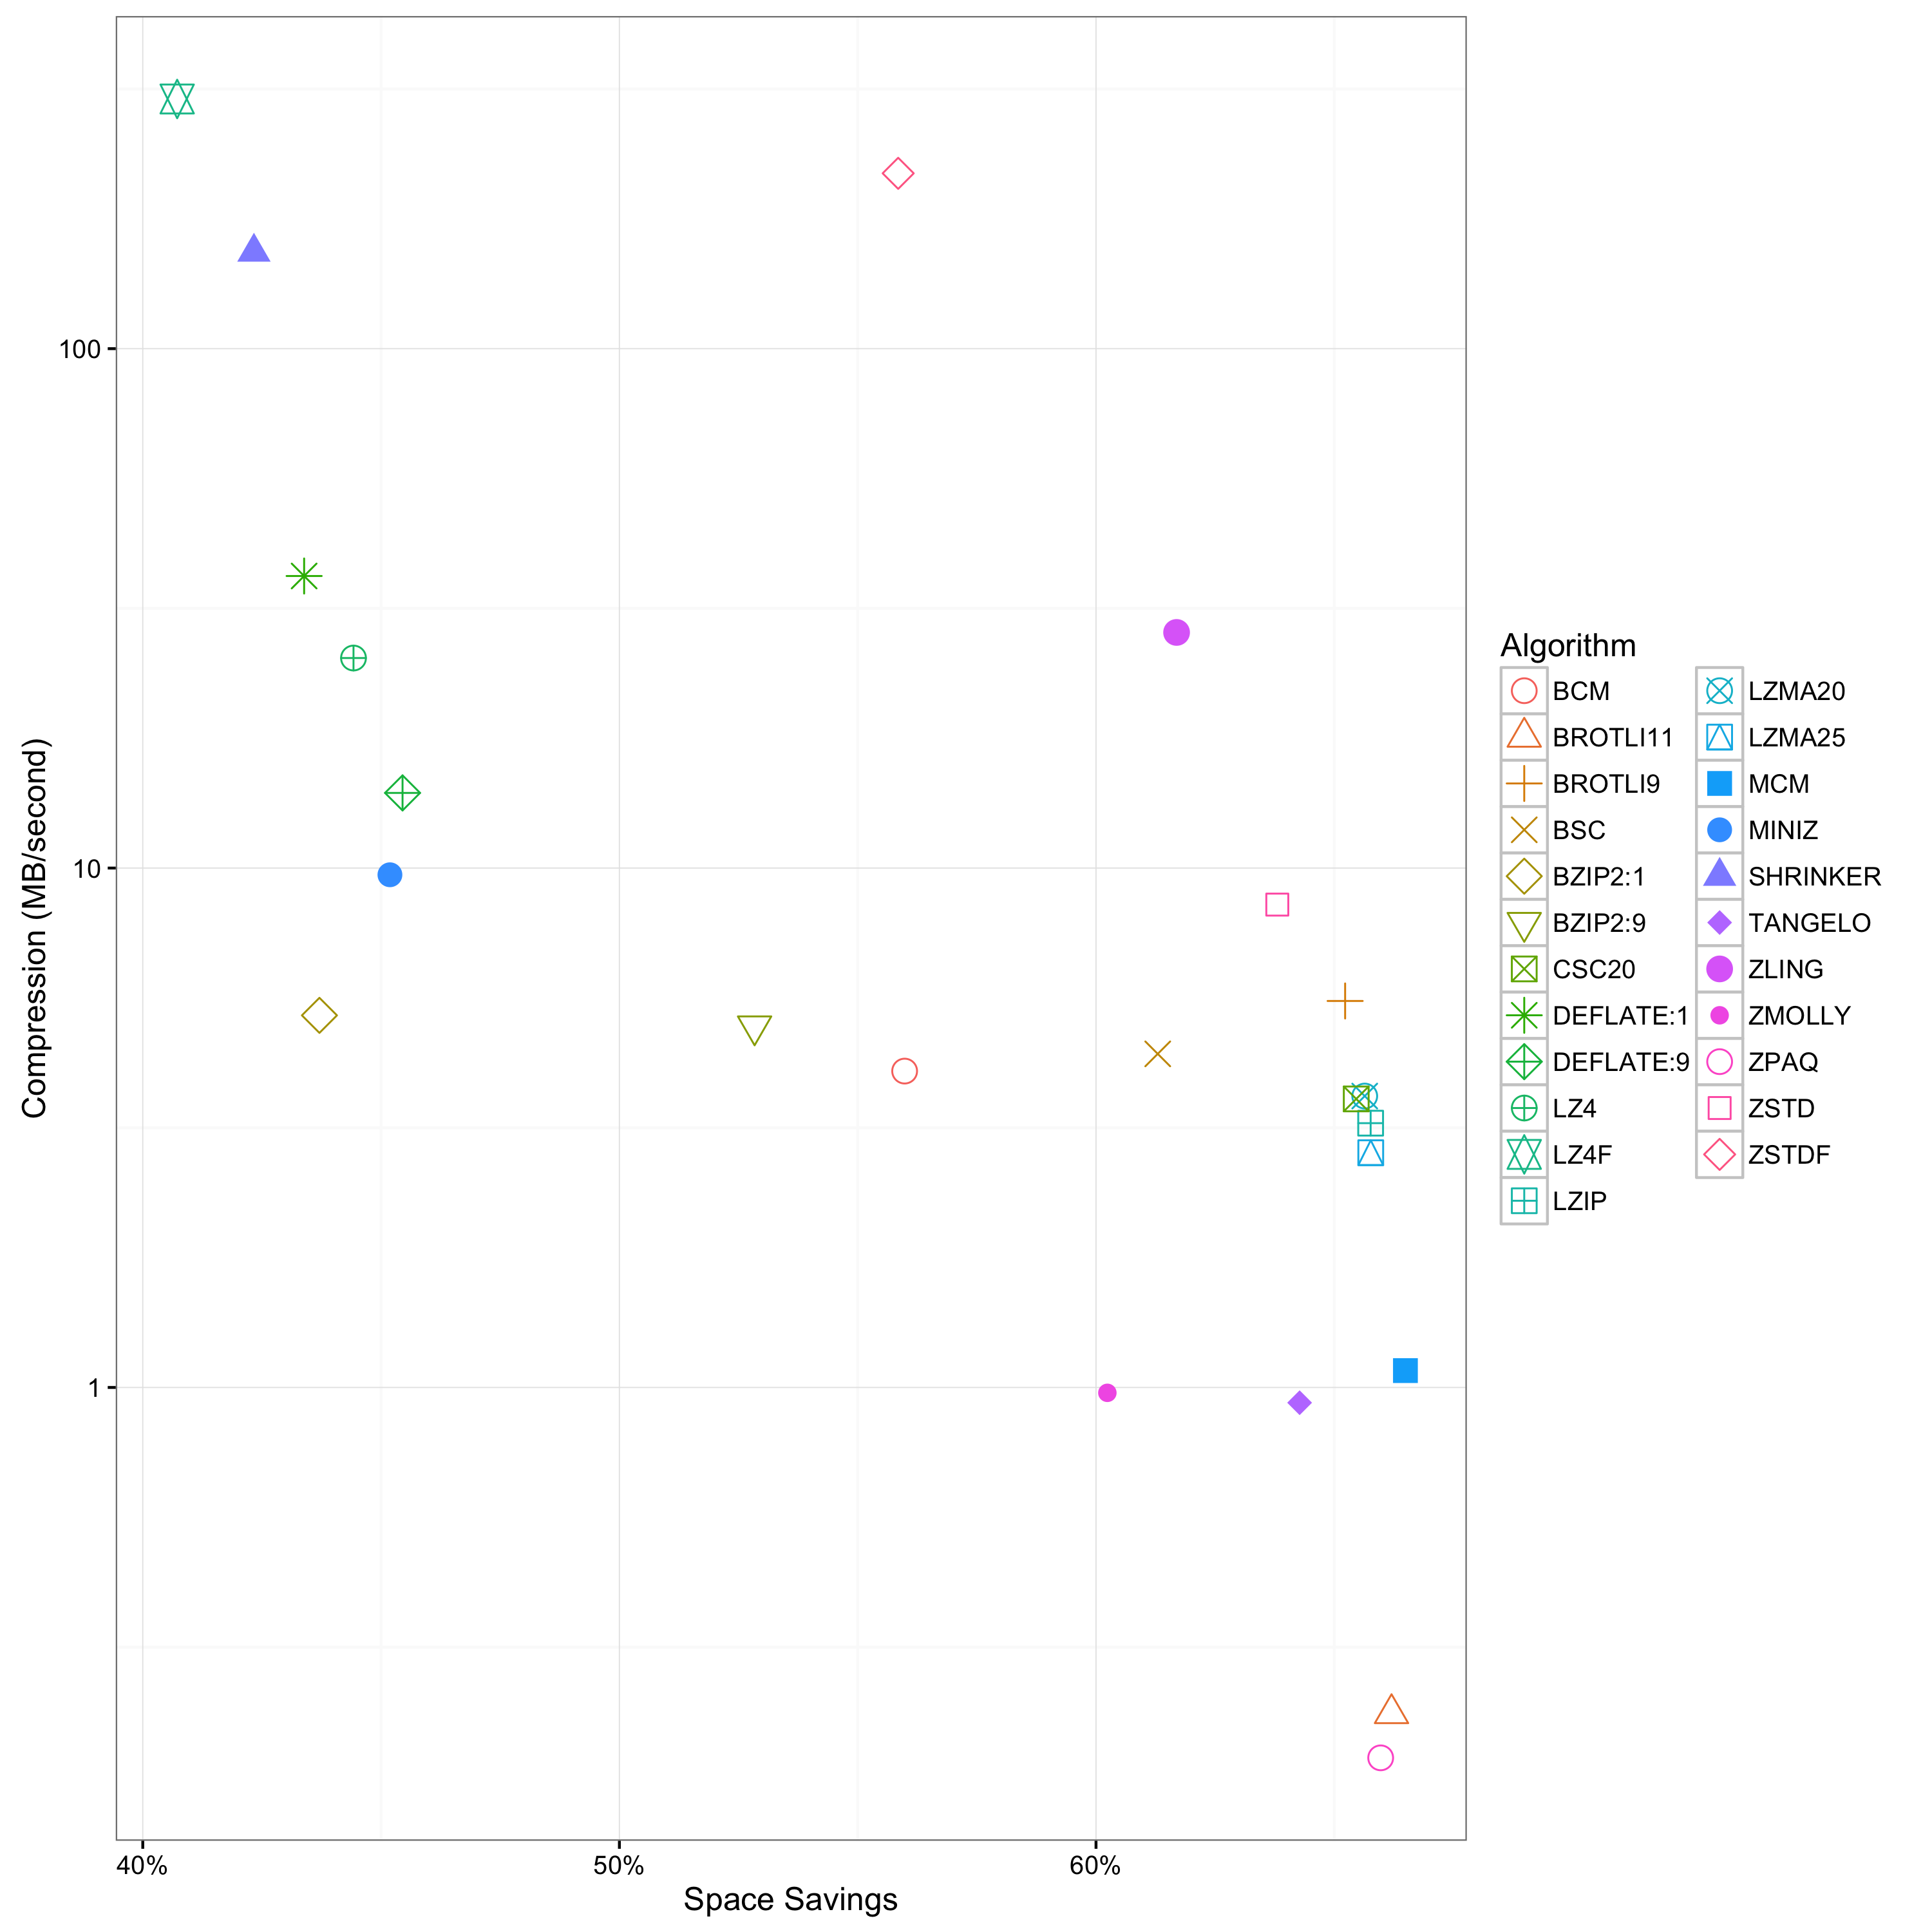 100
10
1
Compression (MB/second)
40%
50%
60%
Space Savings
Algorithm
BCM
BROTLI11
BROTLI9
BSC
BZIP2:1
BZIP2:9
CSC20
DEFLATE:1
DEFLATE:9
LZ4
LZ4F
LZIP
LZMA20
LZMA25
MCM
MINIZ
SHRINKER
TANGELO
ZLING
ZMOLLY
ZPAQ
ZSTD
ZSTDF